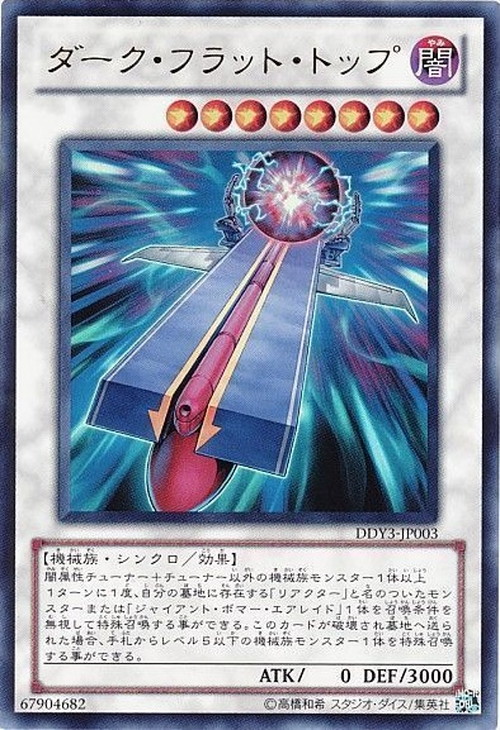 ダーク・フラット・トップ
闇
DDY3-JP003
【機械族・シンクロ/効果】
闇属性チューナー+チューナー以外の機械族モンスター1体以上
1ターンに1度、自分の墓地に存在する「リアクター」と名のついたモン
スターまたは「ジャイアント・ボマー・エアレイド」1体を召喚条件を
無視して特殊召喚する事ができる。このカードが破壊され墓地へ送ら
れた場合、手札からレベル5以下の機械族モンスター1体を特殊召喚
する事ができる。
ATK/ 0 DEF/3000
67904682 ©高橋和希 スタジオ・ダイス/集英社